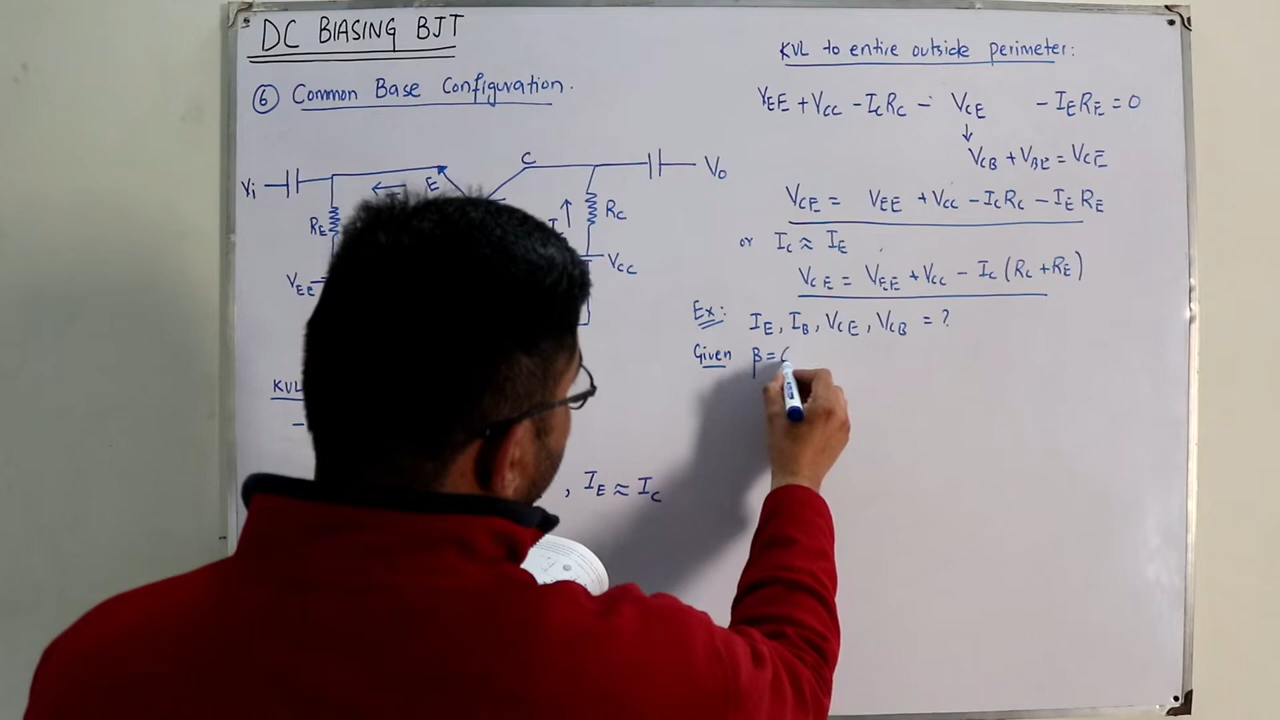 DC BIASING BJT
⑥ Common Base Configuration.
Vi
E
C
Vo
RE
RC
VEE
VCC
KVL
, IE ≈ IC
KVL to entire outside perimeter:
VEE + VCC - ICRC - VCE - IERE = 0
↓
VCB + VBE = VCE
VCE = VEE + VCC - ICRC - IE RE
or IC ≈ IE
VCE = VEE + VCC - IC (RC + RE)
Ex: IE, IB, VCE, VCB = ?
Given β =